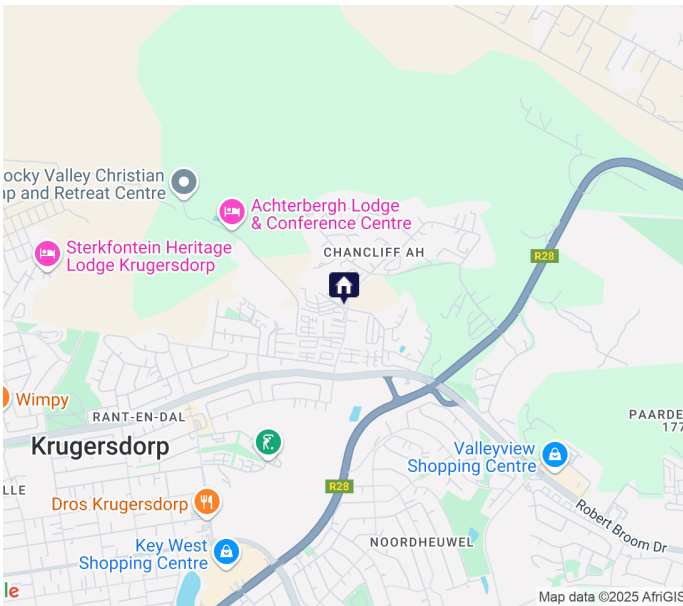 ocky Valley Christian
np and Retreat Centre
Achterbergh Lodge
& Conference Centre
Sterkfontein Heritage
Lodge Krugersdorp
CHANCLIFF AH
R28
Wimpy
RANT-EN-DAL
Krugersdorp
PAARDE
177
Valleyview
Shopping Centre
LLE
R28
Dros Krugersdorp
Robert Broom Dr
Key West
Shopping Centre
NOORDHEUWEL
le
Map data ©2025 AfriGIS